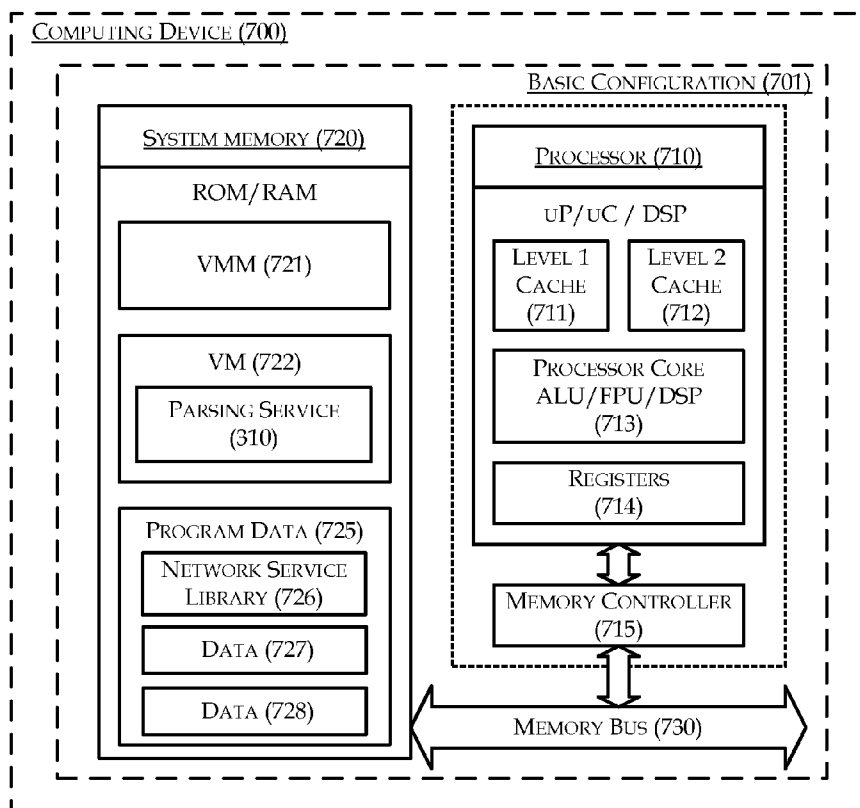 COMPUTING DEVICE (700)
BASIC CONFIGURATION (701)
SYSTEM MEMORY (720)
ROM/RAM
VMM (721)
VM (722)
PARSING SERVICE
(310)
PROGRAM DATA (725)
NETWORK SERVICE
LIBRARY (726)
DATA (727)
DATA (728)
PROCESSOR (710)
UP/UC / DSP
LEVEL 1
CACHE
(711)
LEVEL 2
CACHE
(712)
PROCESSOR CORE
ALU/FPU/DSP
(713)
REGISTERS
(714)
MEMORY CONTROLLER
(715)
MEMORY BUS (730)